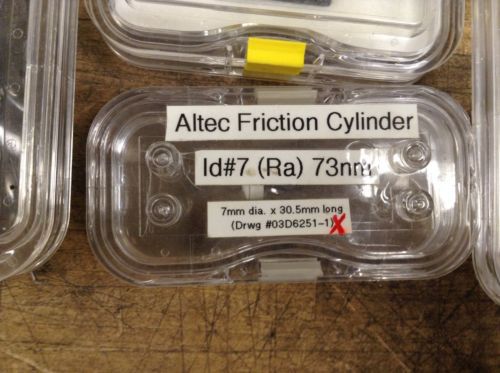 Altec Friction Cylinder
Id#7 (Ra) 73nm
7mm dia. x 30.5mm long
(Drwg #03D6251-1)X